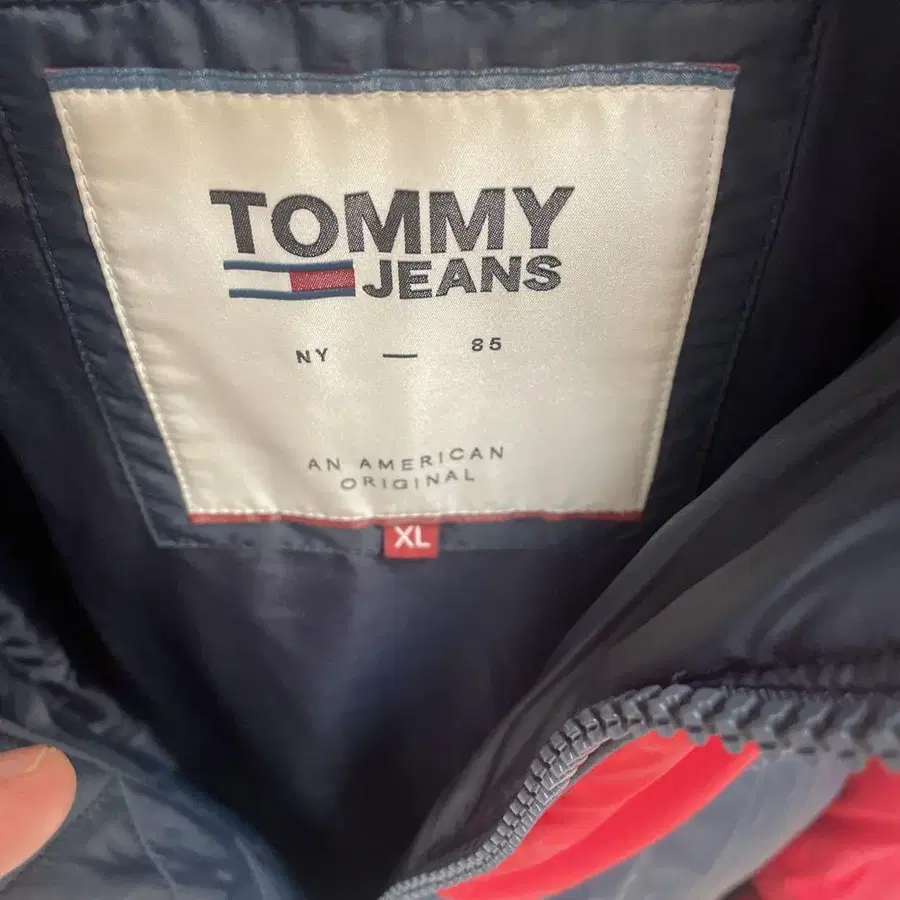 TOMMY
JEANS
NY — 85
AN AMERICAN
ORIGINAL
XL